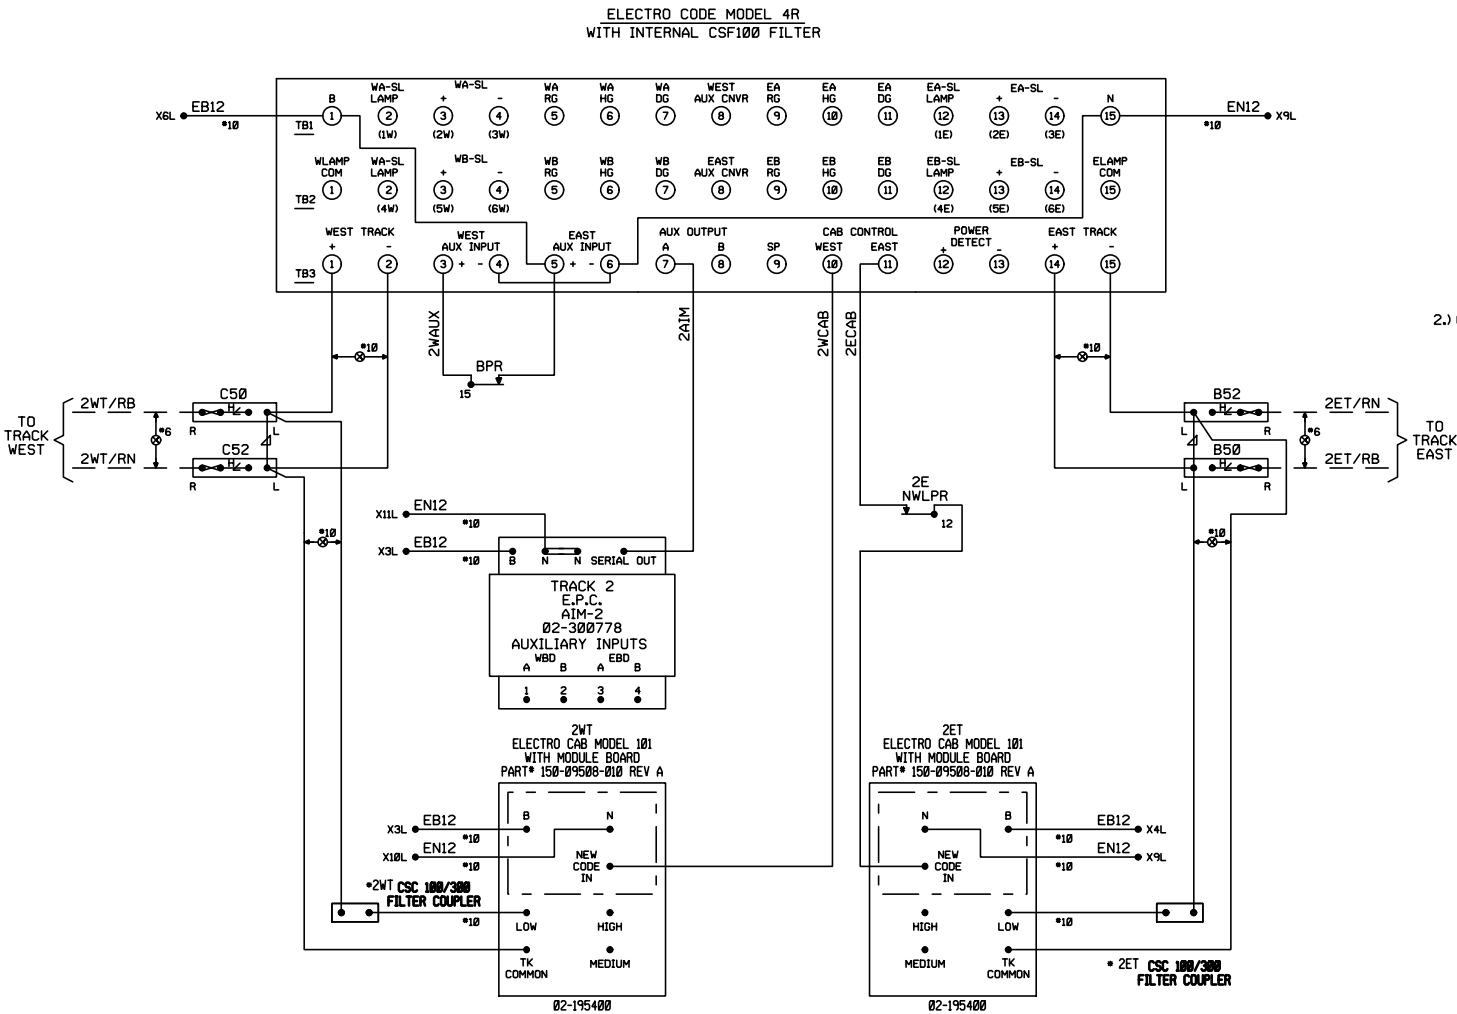 ELECTRO CODE MODEL 4R
WITH INTERNAL CSF100 FILTER
X6L EB12 *10
B WA-SL LAMP WA-SL + - WA RG WA HG WA DG WEST AUX CNVR EA RG EA HG EA DG EA-SL LAMP EA-SL + - N
TB1 1 2 3 4 5 6 7 8 9 10 11 12 13 14 15
(1W) (2W) (3W) (1E) (2E) (3E)
EN12 *10 X9L
WLAMP COM WA-SL LAMP WB-SL + - WB RG WB HG WB DG EAST AUX CNVR EB RG EB HG EB DG EB-SL LAMP EB-SL + - ELAMP COM
TB2 1 2 3 4 5 6 7 8 9 10 11 12 13 14 15
(4W) (5W) (6W) (4E) (5E) (6E)
WEST TRACK + - WEST AUX INPUT EAST AUX INPUT AUX OUTPUT A B SP CAB CONTROL WEST EAST POWER DETECT + - EAST TRACK + -
TB3 1 2 3 + - 4 5 + - 6 7 8 9 10 11 12 13 14 15
2WAUX
2AIM
2WCAB
2ECAB
2.)
*10
*10
BPR
15
TO
TRACK
WEST
2WT/RB
2WT/RN
*6
C50
R H L
C52
R H L
*10
B52
L H R
B50
L H R
2ET/RN
2ET/RB
*6
TO
TRACK
EAST
*10
2E
NWLPR
12
X11L EN12
*10
X3L EB12
*10
B N N SERIAL OUT
TRACK 2
E.P.C.
AIM-2
02-300778
AUXILIARY INPUTS
WBD EBD
A B A B
1 2 3 4
2WT
ELECTRO CAB MODEL 101
WITH MODULE BOARD
PART# 150-09508-010 REV A
X3L EB12
*10
X10L EN12
*10
B N
NEW
CODE
IN
*2WT CSC 100/300
FILTER COUPLER
*10
LOW HIGH
TK
COMMON
MEDIUM
02-195400
2ET
ELECTRO CAB MODEL 101
WITH MODULE BOARD
PART# 150-09508-010 REV A
N B
EB12 X4L
*10
EN12 X9L
*10
NEW
CODE
IN
HIGH LOW
*10
MEDIUM
TK
COMMON
* 2ET CSC 100/300
FILTER COUPLER
02-195400